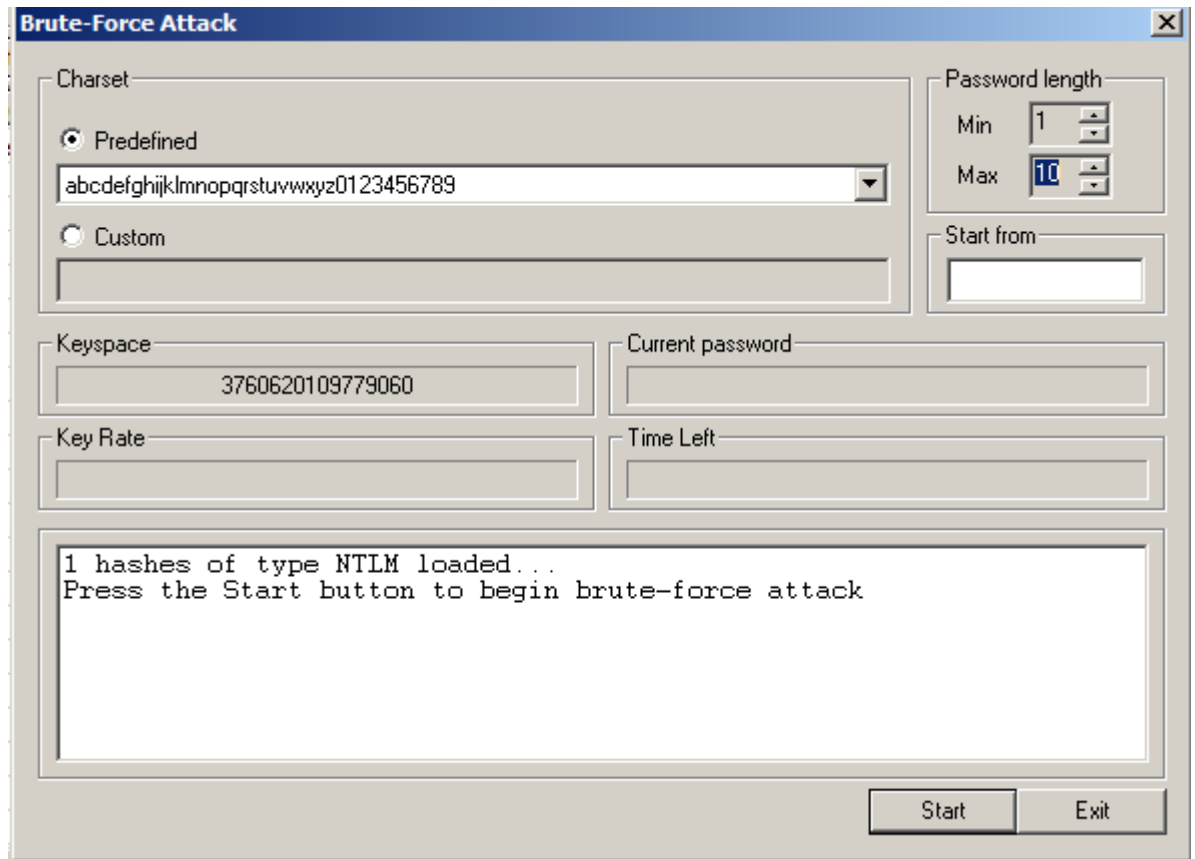 Brute-Force Attack
Charset
Predefined
abcdefghijklmnopqrstuvwxyz0123456789
Custom
Password length
Min 1
Max 10
Start from
Keyspace
3760620109779060
Current password
Key Rate
Time Left
1 hashes of type NTLM loaded...
Press the Start button to begin brute-force attack
Start Exit